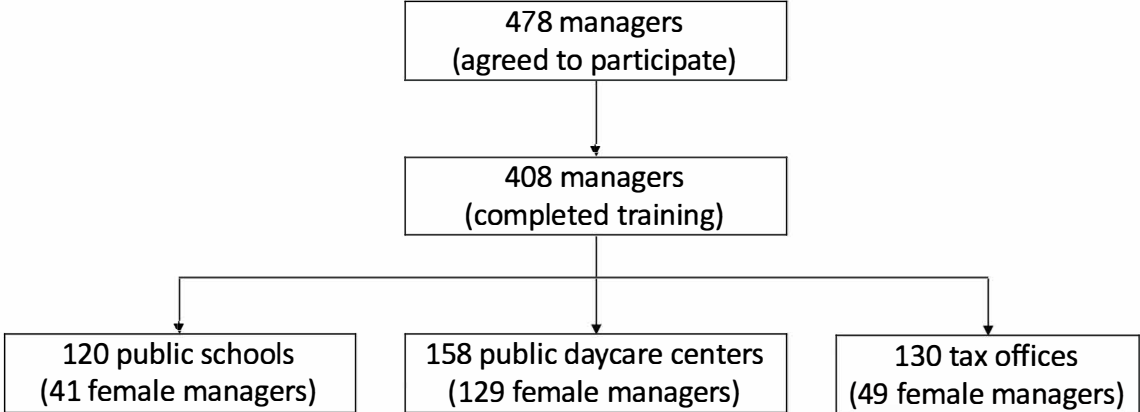 478 managers
(agreed to participate)
408 managers
(completed training)
120 public schools
(41 female managers)
158 public daycare centers
(129 female managers)
130 tax offices
(49 female managers)